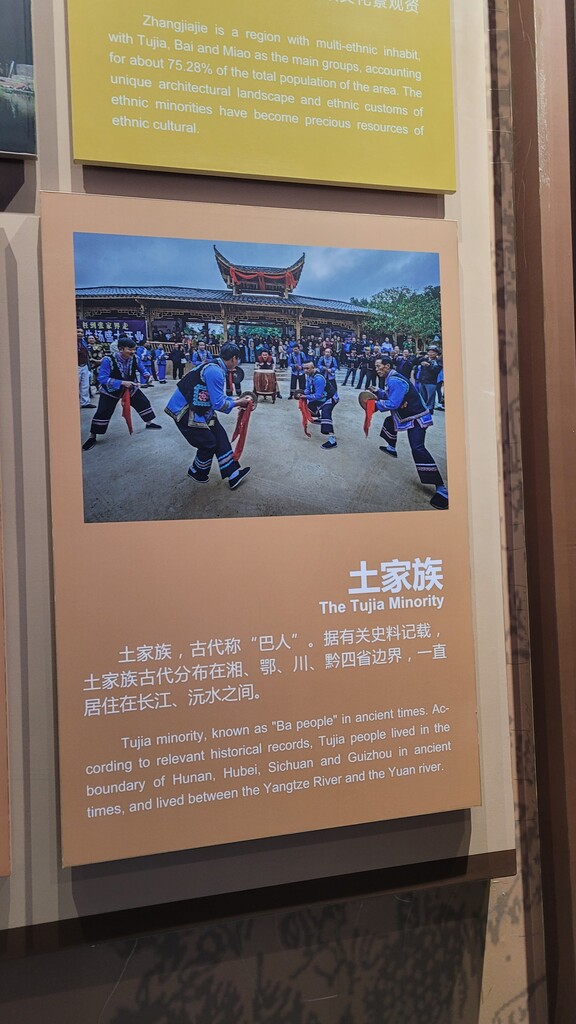 Zhangjiajie is a region with multi-ethnic inhabit,
with Tujia, Bai and Miao as the main groups, accounting
for about 75.28% of the total population of the area. The
unique architectural landscape and ethnic customs of
ethnic minorities have become precious resources of
ethnic cultural.
土家族
The Tujia Minority
土家族，古代称“巴人”。据有关史料记载，
土家族古代分布在湘、鄂、川、黔四省边界，一直
居住在长江、沅水之间。
Tujia minority, known as "Ba people" in ancient times. Ac-
cording to relevant historical records, Tujia people lived in the
boundary of Hunan, Hubei, Sichuan and Guizhou in ancient
times, and lived between the Yangtze River and the Yuan river.